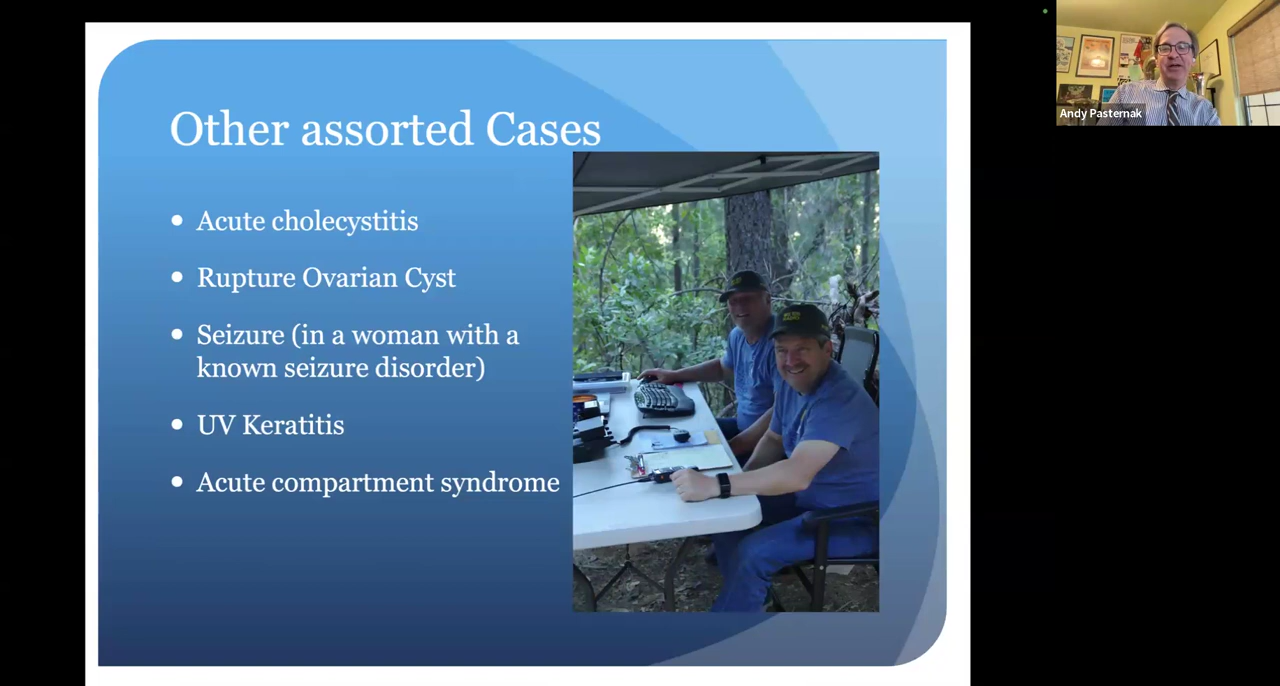 Other assorted Cases
• Acute cholecystitis
• Rupture Ovarian Cyst
• Seizure (in a woman with a
known seizure disorder)
• UV Keratitis
• Acute compartment syndrome
Andy Pasternak